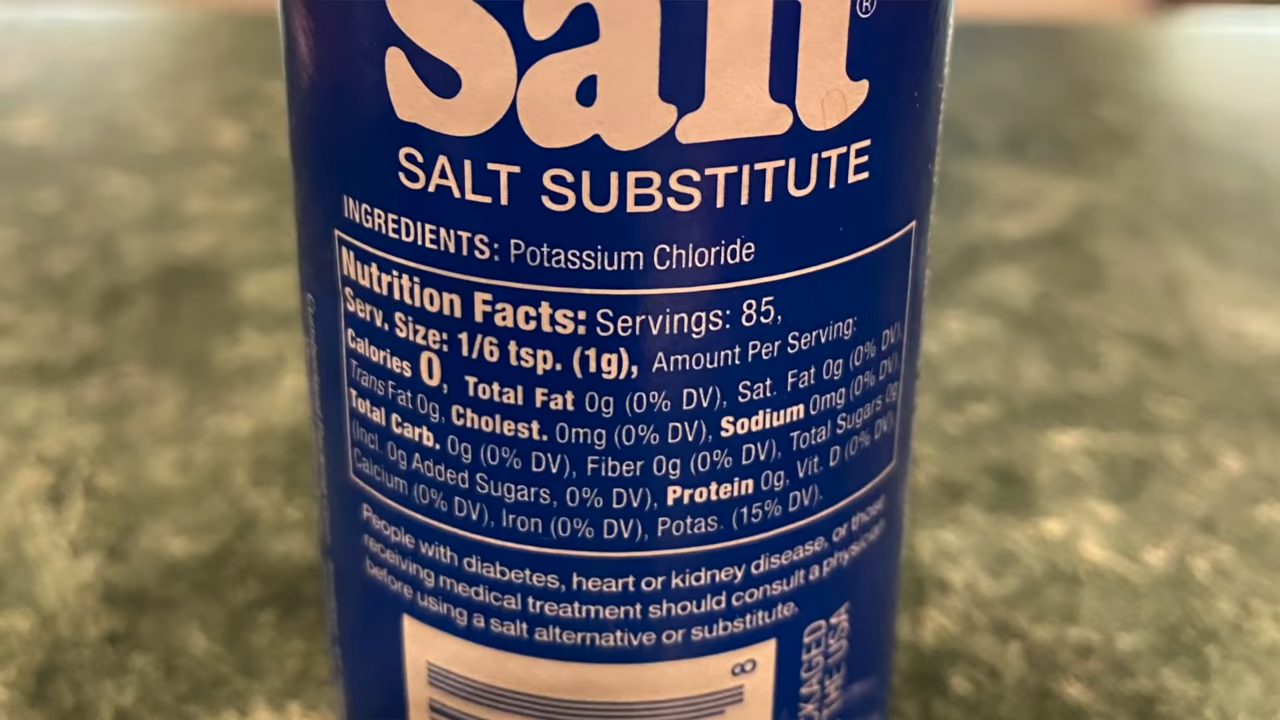 Salt®
SALT SUBSTITUTE
INGREDIENTS: Potassium Chloride
Nutrition Facts: Servings: 85,
Serv. Size: 1/6 tsp. (1g), Amount Per Serving:
Calories 0, Total Fat 0g (0% DV), Sat. Fat 0g (0% DV),
Trans Fat 0g, Cholest. 0mg (0% DV), Sodium 0mg (0% DV),
Total Carb. 0g (0% DV), Fiber 0g (0% DV), Total Sugars 0g
(Incl. 0g Added Sugars, 0% DV), Protein 0g, Vit. D (0% DV),
Calcium (0% DV), Iron (0% DV), Potas. (15% DV).
People with diabetes, heart or kidney disease, or those
receiving medical treatment should consult a physician
before using a salt alternative or substitute.
8
USA